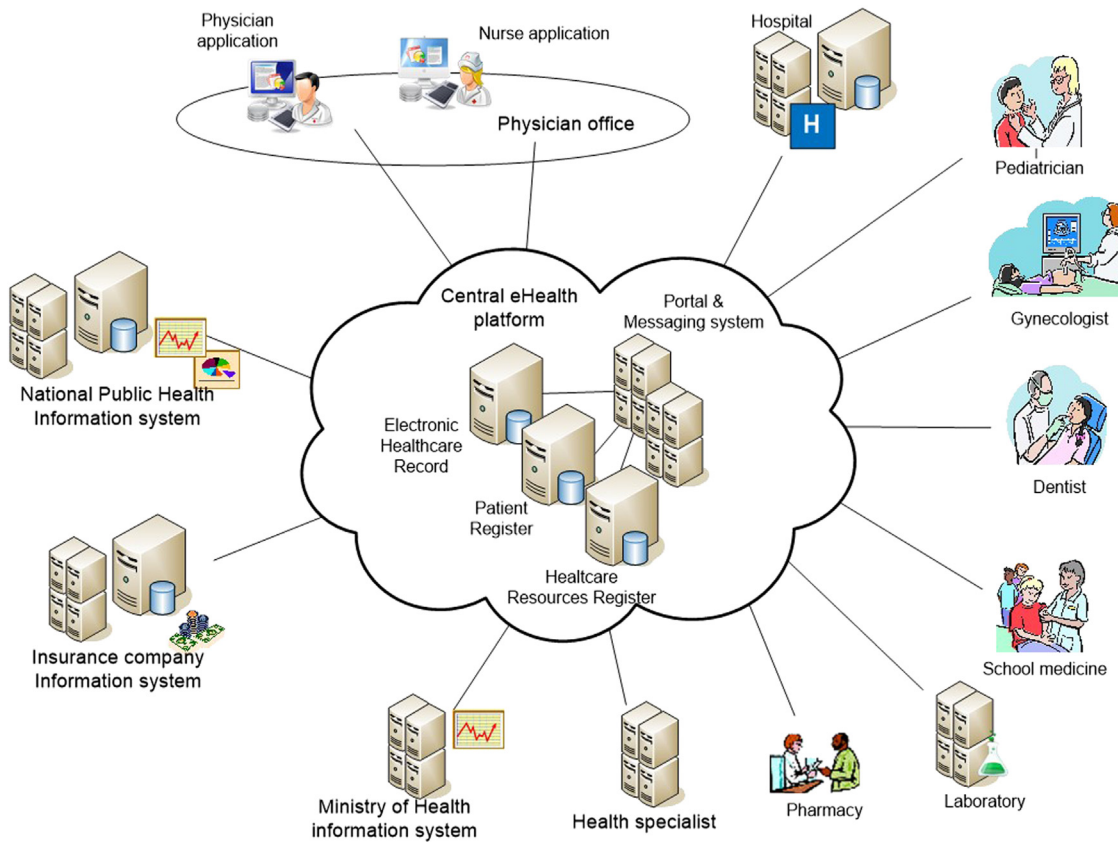 Physician
application
Nurse application
Physician office
Hospital
H
Pediatrician
Gynecologist
Dentist
School medicine
Laboratory
Pharmacy
Health specialist
Ministry of Health
information system
Insurance company
Information system
National Public Health
Information system
Central eHealth
platform
Portal &
Messaging system
Electronic
Healthcare
Record
Patient
Register
Healtcare
Resources Register